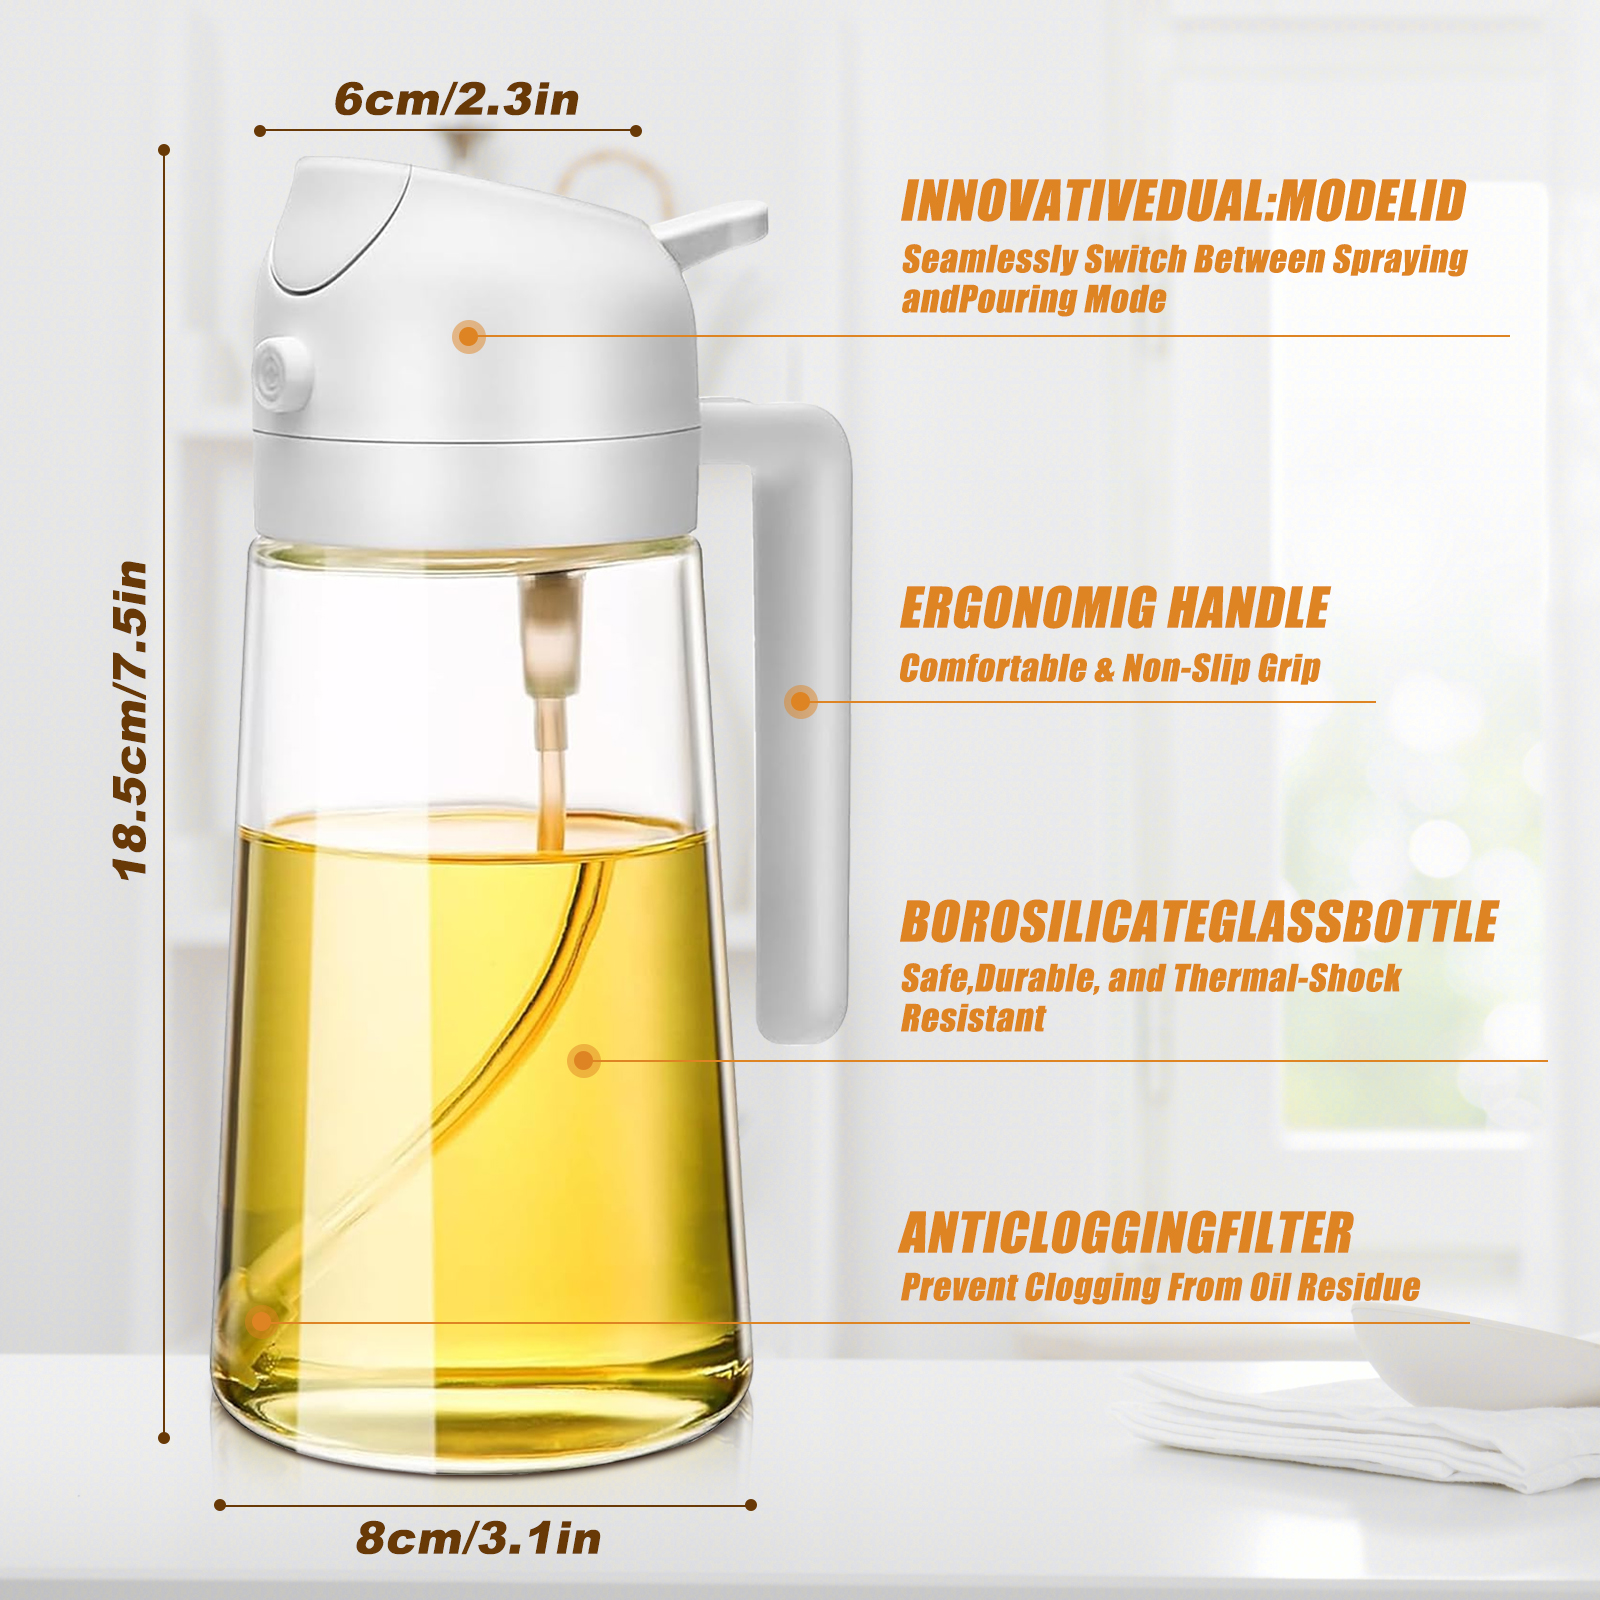 6cm/2.3in
INNOVATIVEDUAL:MODELID
Seamlessly Switch Between Spraying
andPouring Mode
18.5cm/7.5in
ERGONOMIG HANDLE
Comfortable & Non-Slip Grip
BOROSILICATEGLASSBOTTLE
Safe,Durable, and Thermal-Shock
Resistant
ANTICLOGGINGFILTER
Prevent Clogging From Oil Residue
8cm/3.1in